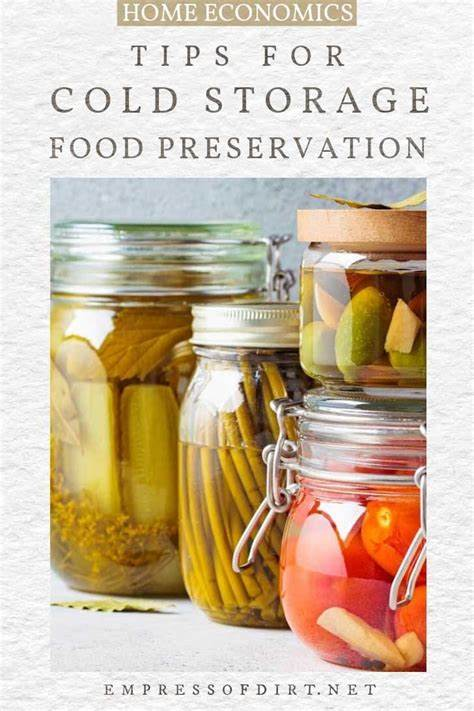 HOME ECONOMICS
TIPS FOR
COLD STORAGE
FOOD PRESERVATION
EMPRESSOFDIRT.NET